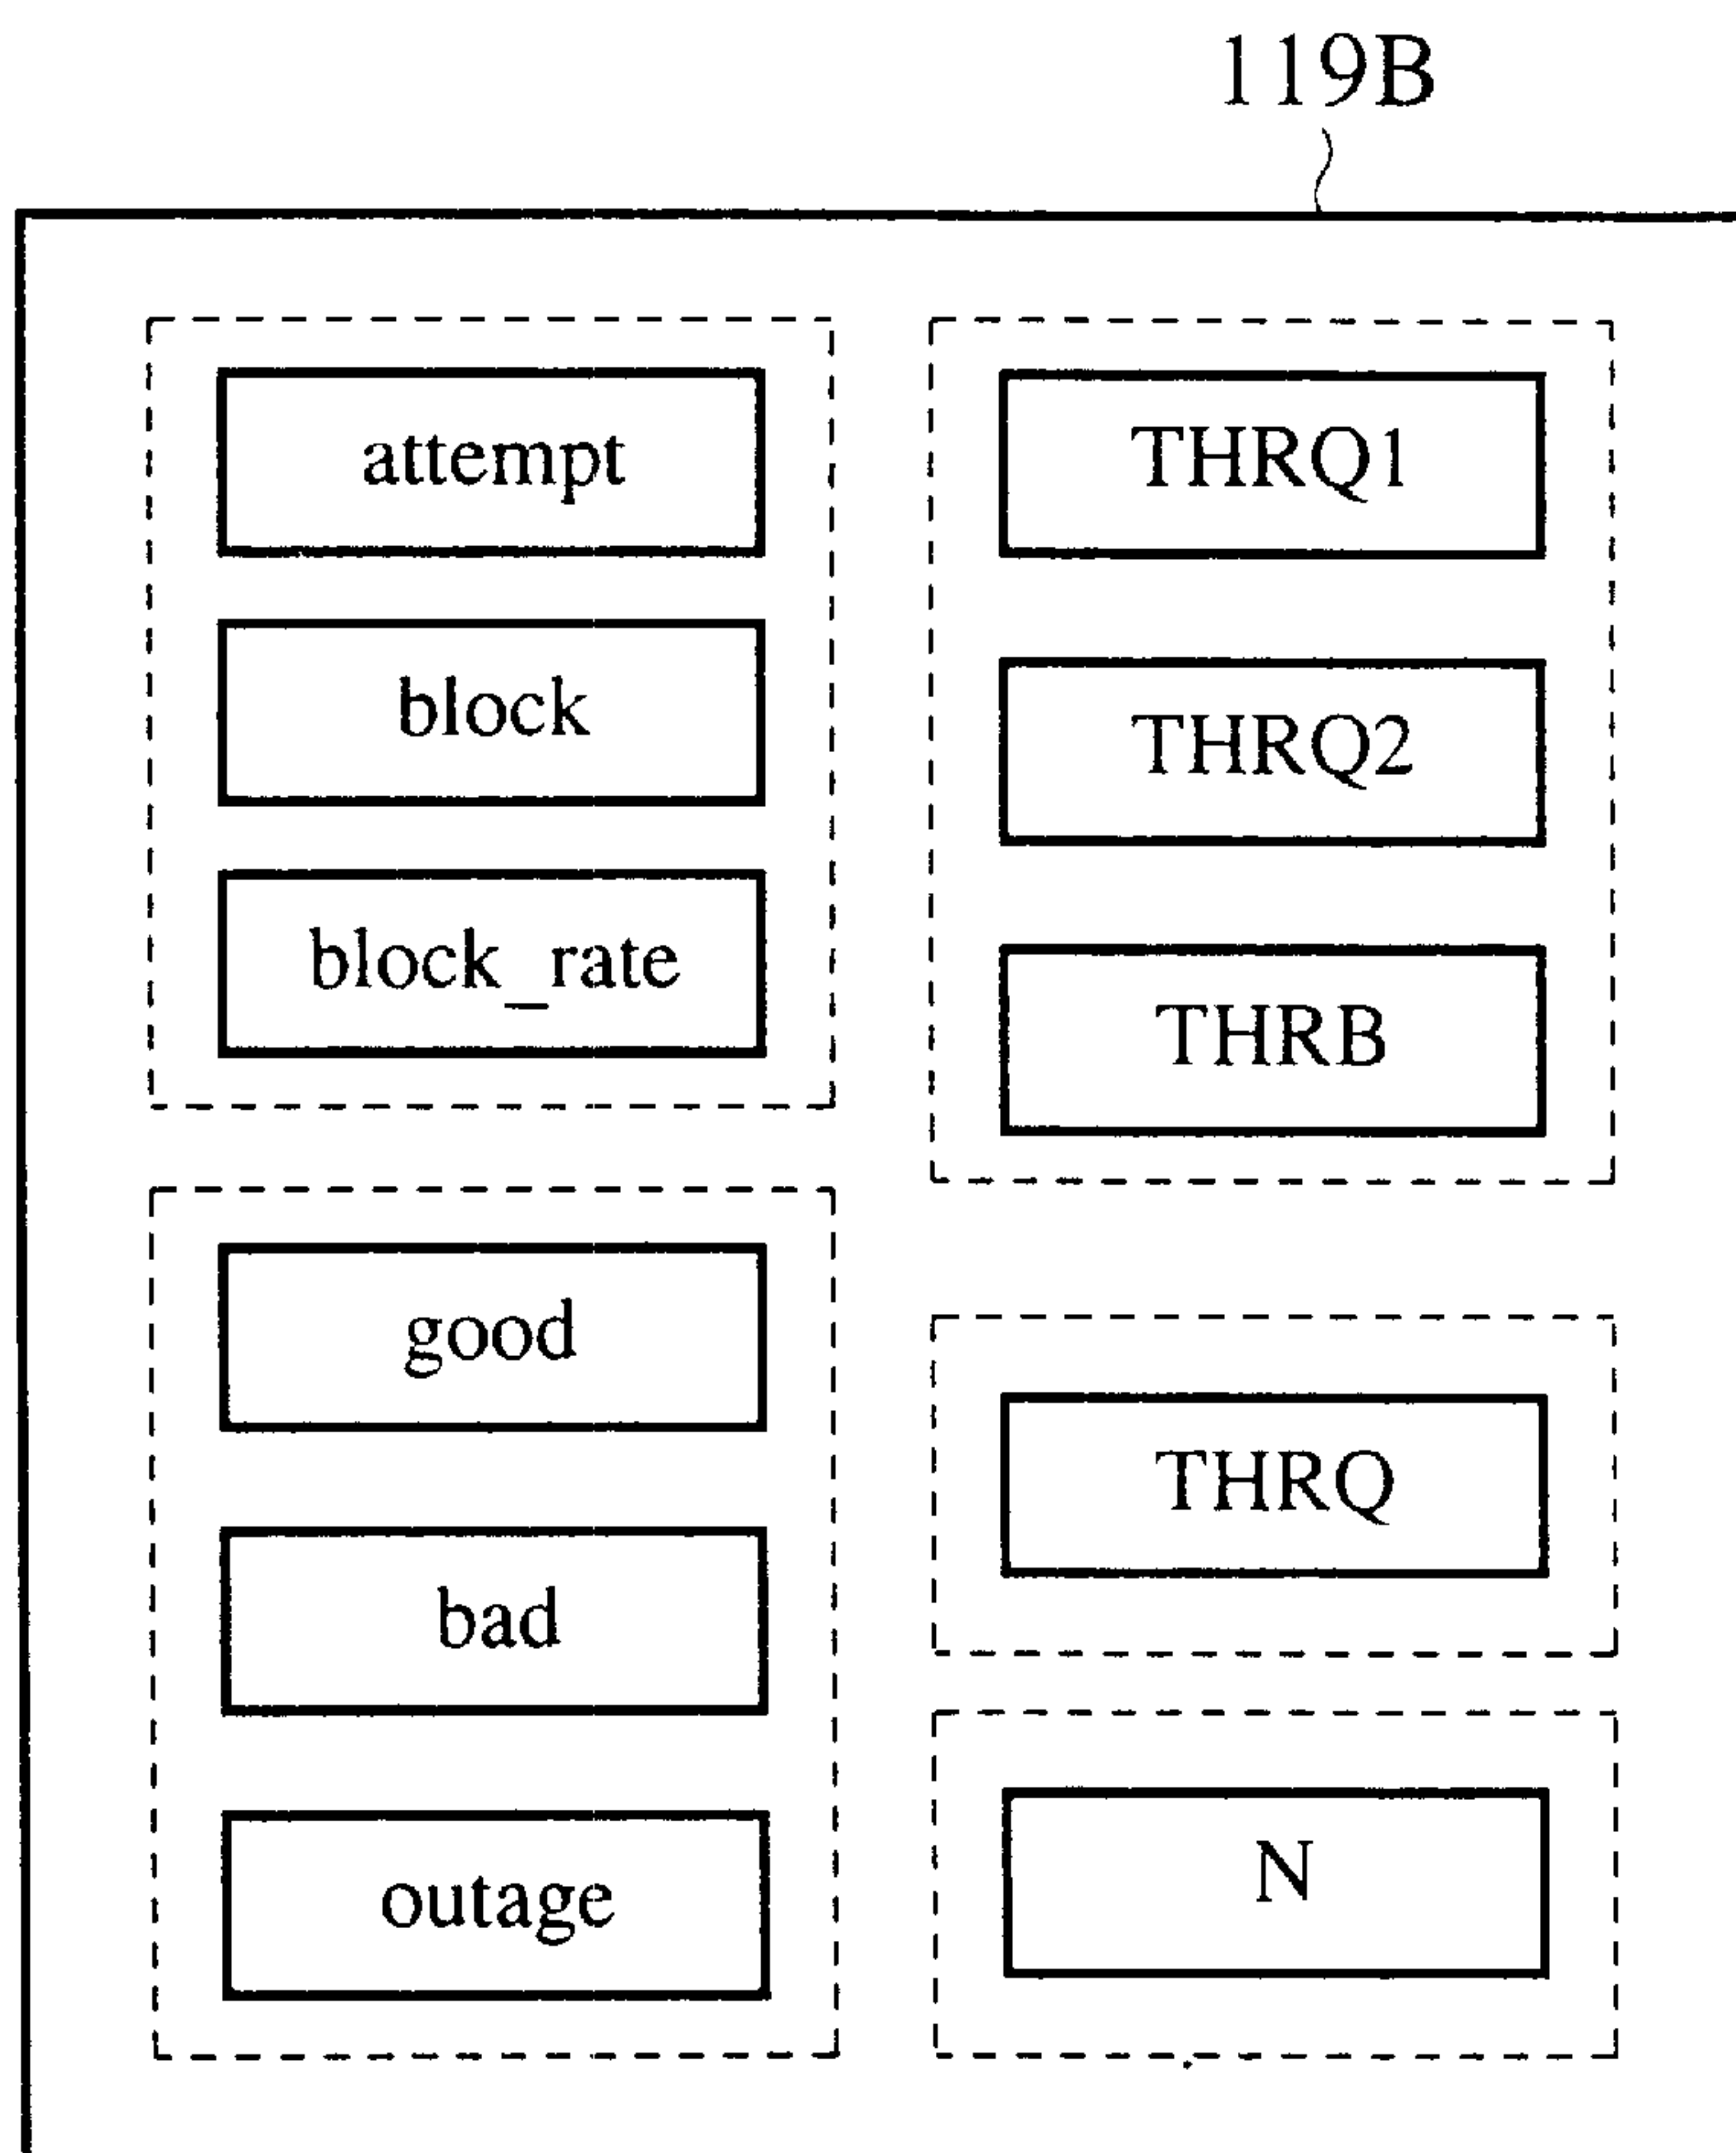 119B
attempt
block
block_rate
good
bad
outage
THRQ1
THRQ2
THRB
THRQ
N